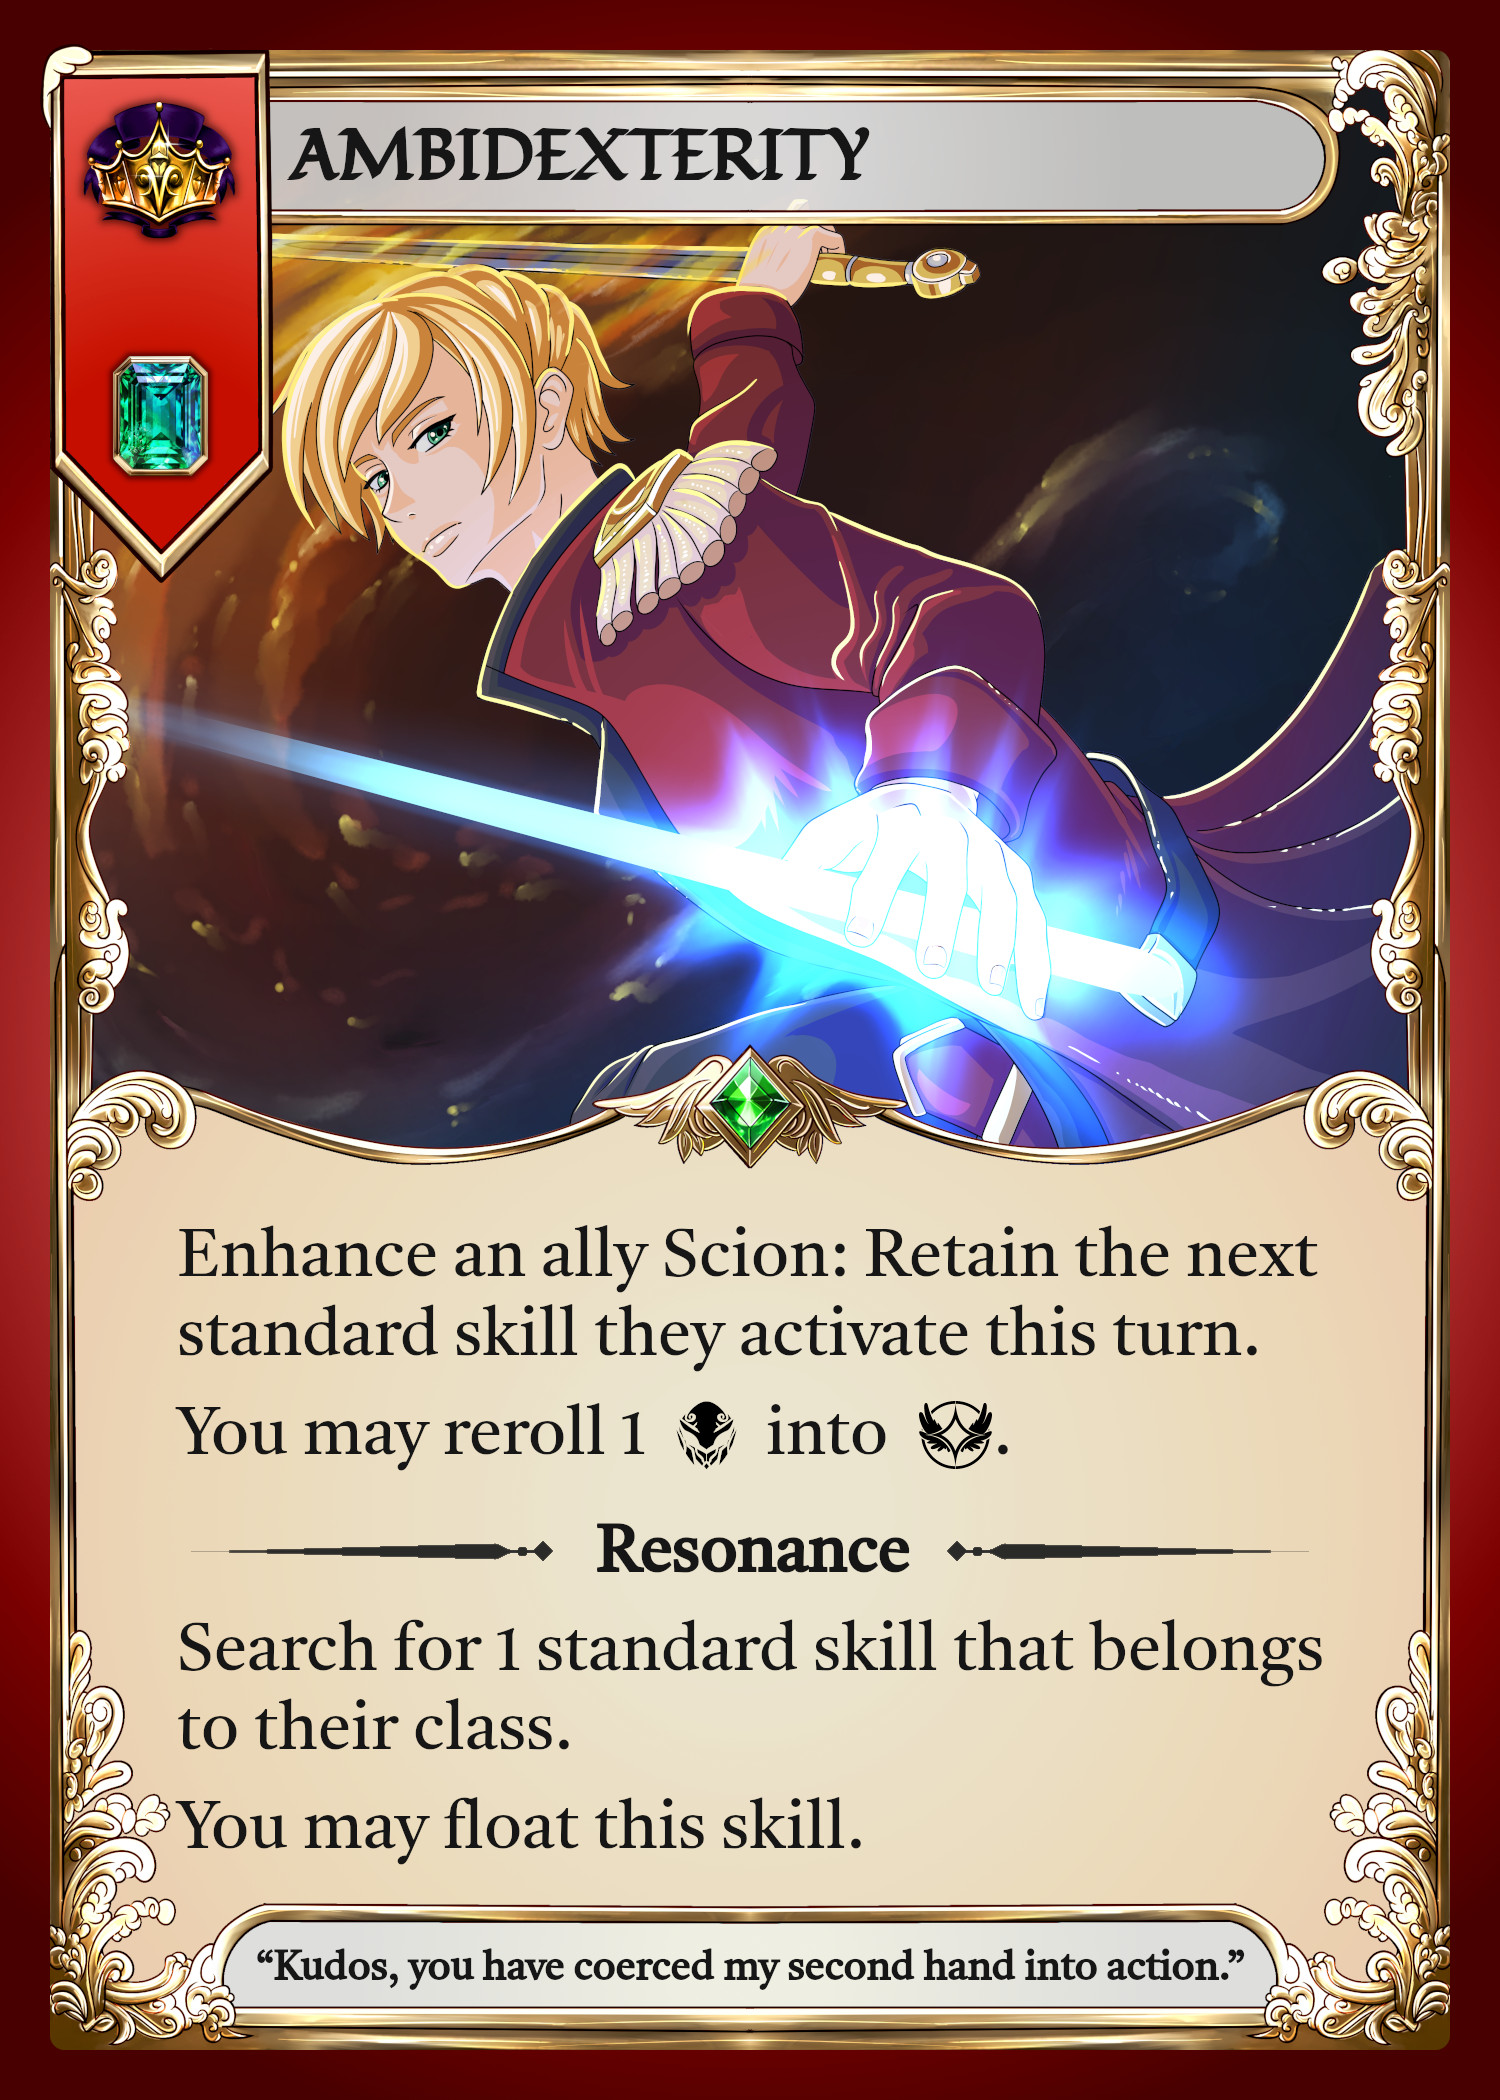 AMBIDEXTERITY
Enhance an ally Scion: Retain the next
standard skill they activate this turn.
You may reroll 1 into .
Resonance
Search for 1 standard skill that belongs
to their class.
You may float this skill.
“Kudos, you have coerced my second hand into action.”